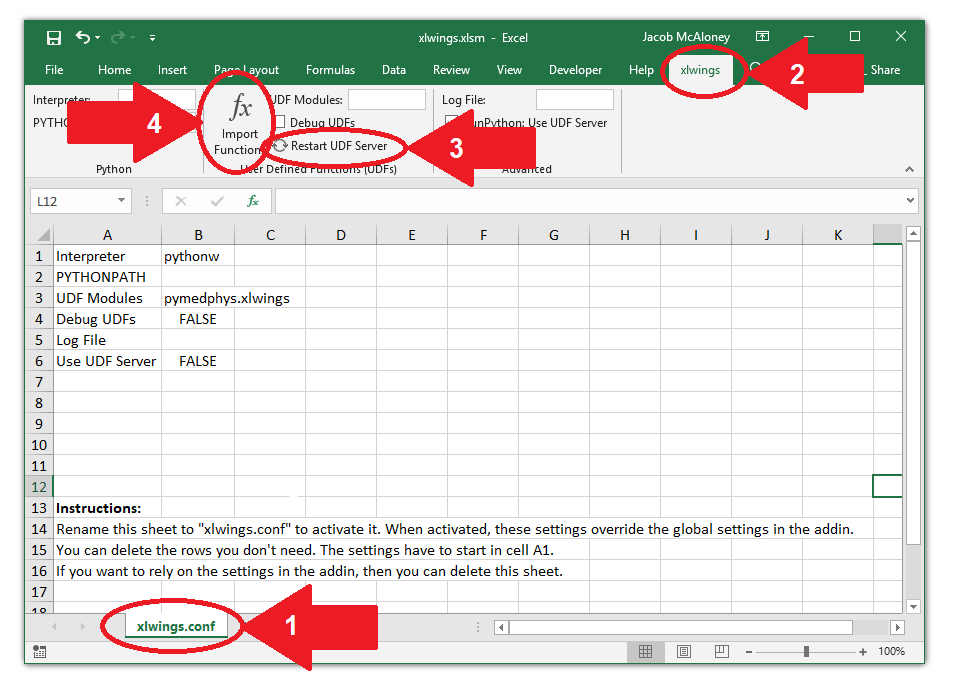 xlwings.xlsm - Excel
Jacob McAloney
File Home Insert Page Layout Formulas Data Review View Developer Help xlwings Share
2
Interpreter:
PYTHO
4
fx
Import
Function
UDF Modules:
Debug UDFs
Restart UDF Server
3
Log File:
RunPython: Use UDF Server
Python
User Defined Functions (UDFs)
Advanced
L12
fx
A B C D E F G H I J K
1 Interpreter pythonw
2 PYTHONPATH
3 UDF Modules pymedphys.xlwings
4 Debug UDFs FALSE
5 Log File
6 Use UDF Server FALSE
7
8
9
10
11
12
13 Instructions:
14 Rename this sheet to "xlwings.conf" to activate it. When activated, these settings override the global settings in the addin.
15 You can delete the rows you don't need. The settings have to start in cell A1.
16 If you want to rely on the settings in the addin, then you can delete this sheet.
17
18
xlwings.conf
1
100%